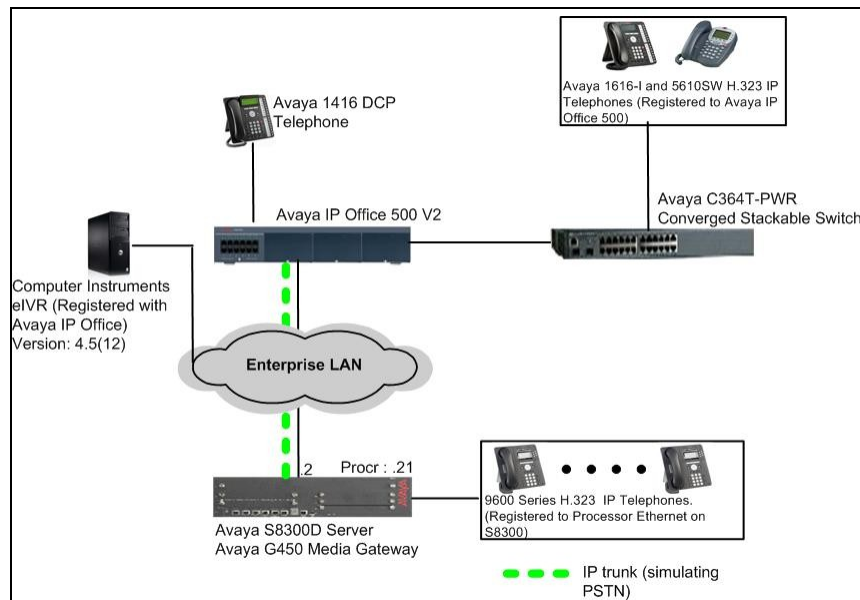 Avaya 1416 DCP
Telephone
Avaya 1616-I and 5610SW H.323 IP
Telephones (Registered to Avaya IP
Office 500)
Avaya IP Office 500 V2
Avaya C364T-PWR
Converged Stackable Switch
Computer Instruments
eIVR (Registered with
Avaya IP Office)
Version: 4.5(12)
Enterprise LAN
.2
Procr : .21
9600 Series H.323 IP Telephones.
(Registered to Processor Ethernet on
S8300)
Avaya S8300D Server
Avaya G450 Media Gateway
IP trunk (simulating
PSTN)